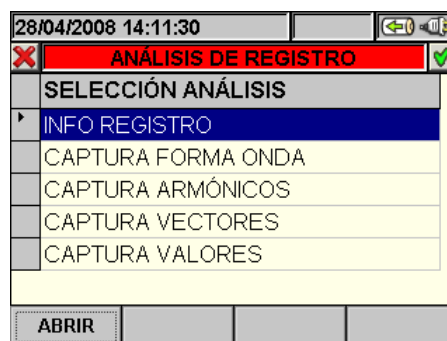 28/04/2008 14:11:30
ANÁLISIS DE REGISTRO
SELECCIÓN ANÁLISIS
INFO REGISTRO
CAPTURA FORMA ONDA
CAPTURA ARMÓNICOS
CAPTURA VECTORES
CAPTURA VALORES
ABRIR